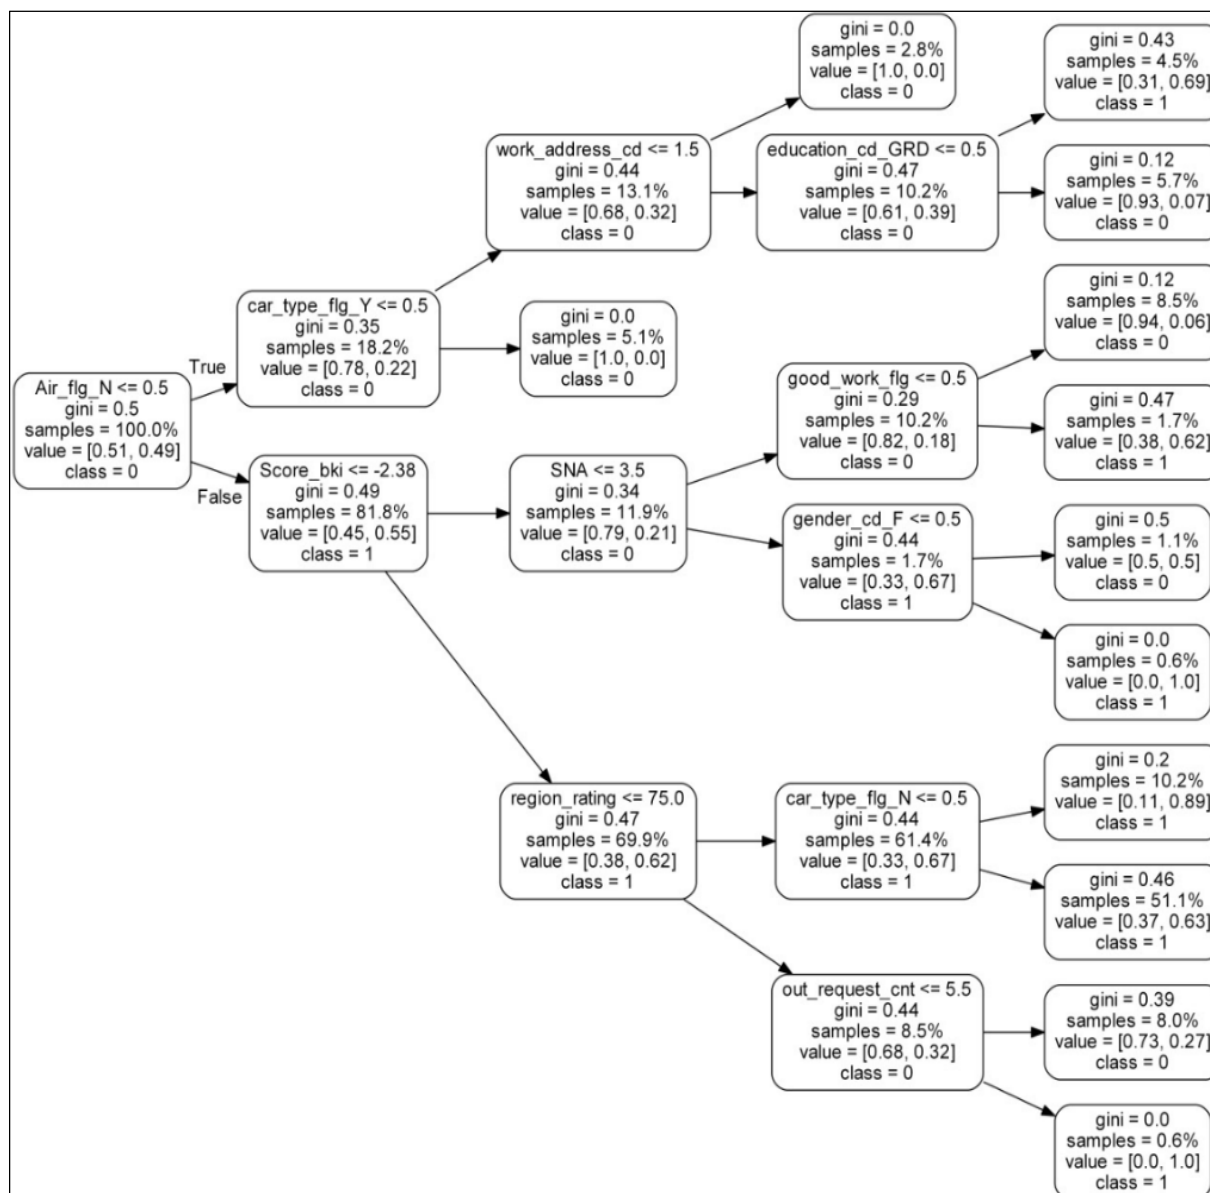 gini = 0.0
samples = 2.8%
value = [1.0, 0.0]
class = 0
gini = 0.43
samples = 4.5%
value = [0.31, 0.69]
class = 1
work_address_cd <= 1.5
gini = 0.44
samples = 13.1%
value = [0.68, 0.32]
class = 0
education_cd_GRD <= 0.5
gini = 0.47
samples = 10.2%
value = [0.61, 0.39]
class = 0
gini = 0.12
samples = 5.7%
value = [0.93, 0.07]
class = 0
car_type_flg_Y <= 0.5
gini = 0.35
samples = 18.2%
value = [0.78, 0.22]
class = 0
gini = 0.0
samples = 5.1%
value = [1.0, 0.0]
class = 0
gini = 0.12
samples = 8.5%
value = [0.94, 0.06]
class = 0
True
Air_flg_N <= 0.5
gini = 0.5
samples = 100.0%
value = [0.51, 0.49]
class = 0
False
good_work_flg <= 0.5
gini = 0.29
samples = 10.2%
value = [0.82, 0.18]
class = 0
gini = 0.47
samples = 1.7%
value = [0.38, 0.62]
class = 1
Score_bki <= -2.38
gini = 0.49
samples = 81.8%
value = [0.45, 0.55]
class = 1
SNA <= 3.5
gini = 0.34
samples = 11.9%
value = [0.79, 0.21]
class = 0
gender_cd_F <= 0.5
gini = 0.44
samples = 1.7%
value = [0.33, 0.67]
class = 1
gini = 0.5
samples = 1.1%
value = [0.5, 0.5]
class = 0
gini = 0.0
samples = 0.6%
value = [0.0, 1.0]
class = 1
region_rating <= 75.0
gini = 0.47
samples = 69.9%
value = [0.38, 0.62]
class = 1
car_type_flg_N <= 0.5
gini = 0.44
samples = 61.4%
value = [0.33, 0.67]
class = 1
gini = 0.2
samples = 10.2%
value = [0.11, 0.89]
class = 1
gini = 0.46
samples = 51.1%
value = [0.37, 0.63]
class = 1
out_request_cnt <= 5.5
gini = 0.44
samples = 8.5%
value = [0.68, 0.32]
class = 0
gini = 0.39
samples = 8.0%
value = [0.73, 0.27]
class = 0
gini = 0.0
samples = 0.6%
value = [0.0, 1.0]
class = 1